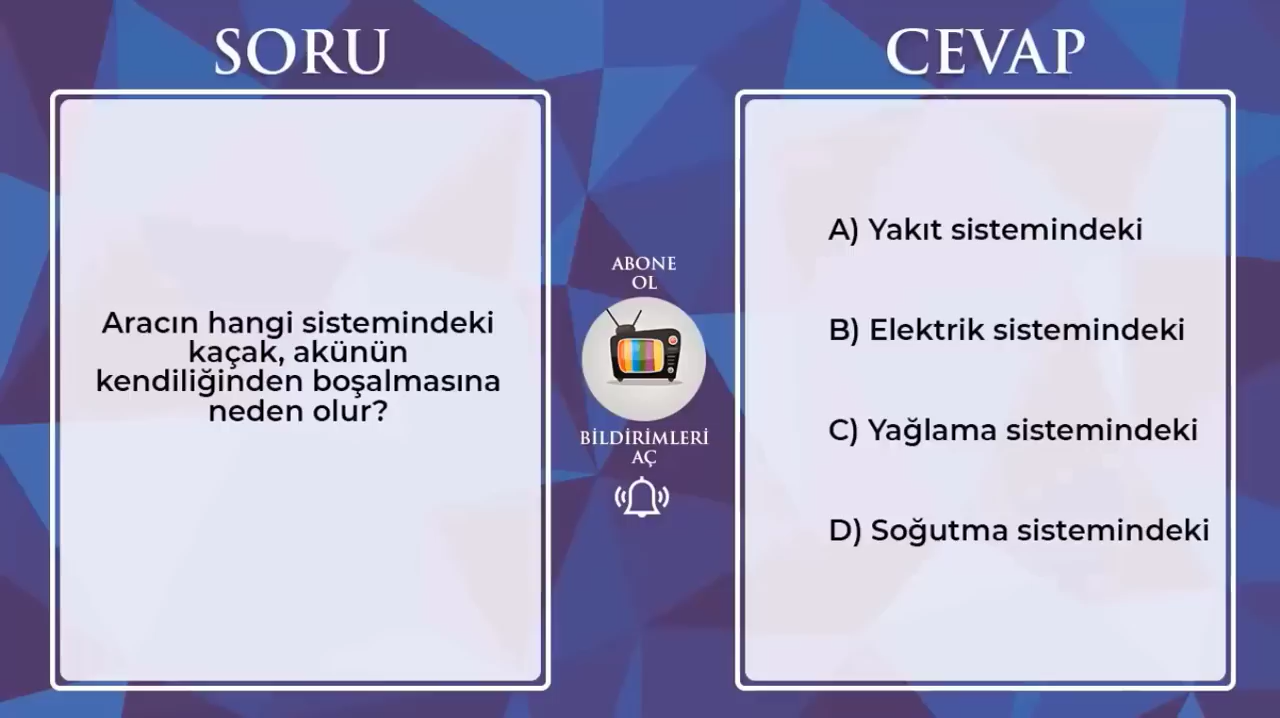 SORU
Aracın hangi sistemindeki
kaçak, akünün
kendiliğinden boşalmasına
neden olur?
ABONE
OL
BİLDİRİMLERİ
AÇ
CEVAP
A) Yakıt sistemindeki
B) Elektrik sistemindeki
C) Yağlama sistemindeki
D) Soğutma sistemindeki